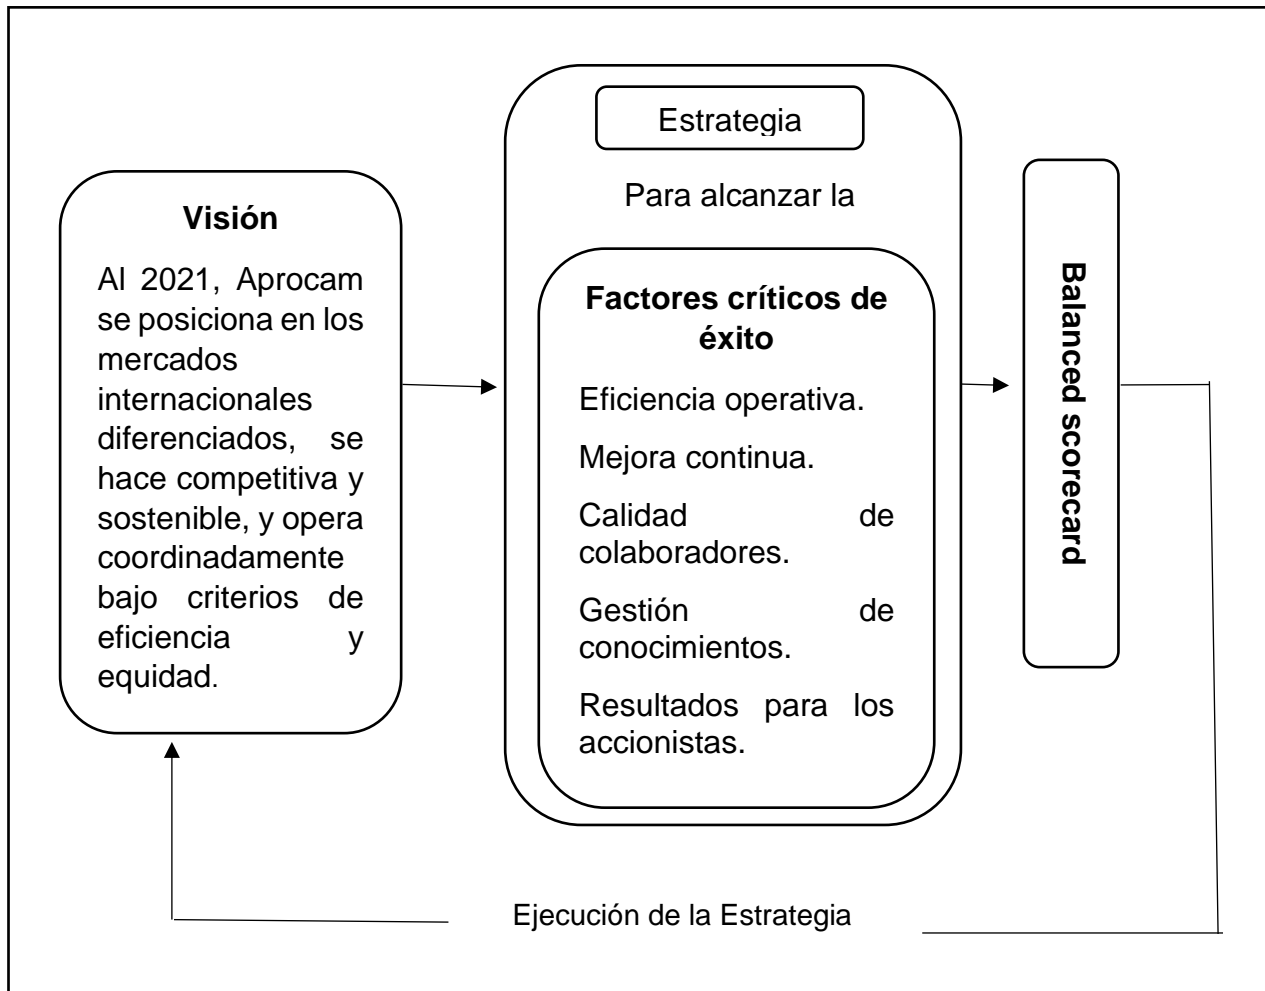 Visión
Al 2021, Aprocam
se posiciona en los
mercados
internacionales
diferenciados, se
hace competitiva y
sostenible, y opera
coordinadamente
bajo criterios de
eficiencia y
equidad.
Estrategia
Para alcanzar la
Factores críticos de
éxito
Eficiencia operativa.
Mejora continua.
Calidad de
colaboradores.
Gestión de
conocimientos.
Resultados para los
accionistas.
Balanced scorecard
Ejecución de la Estrategia